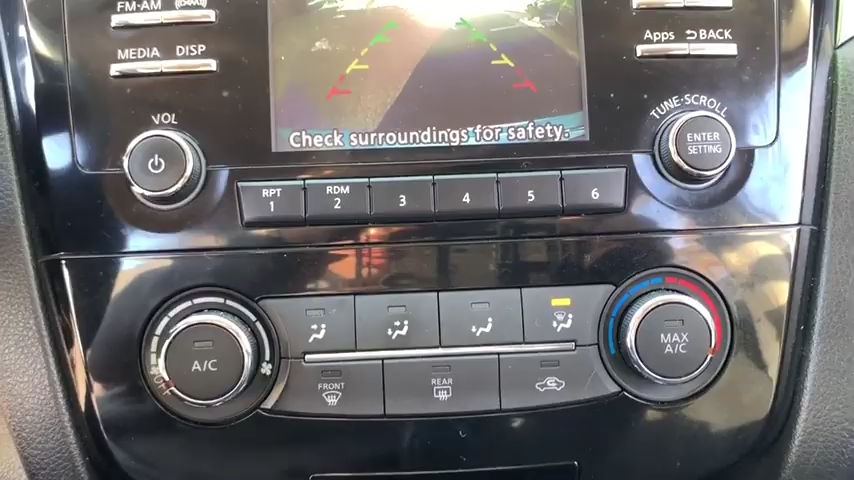 FM-AM
Apps BACK
MEDIA DISP
VOL
TUNE·SCROLL
ENTER
SETTING
Check surroundings for safety.
RPT
1
RDM
2
3
4
5
6
A/C
OFF
MAX
A/C
FRONT
REAR